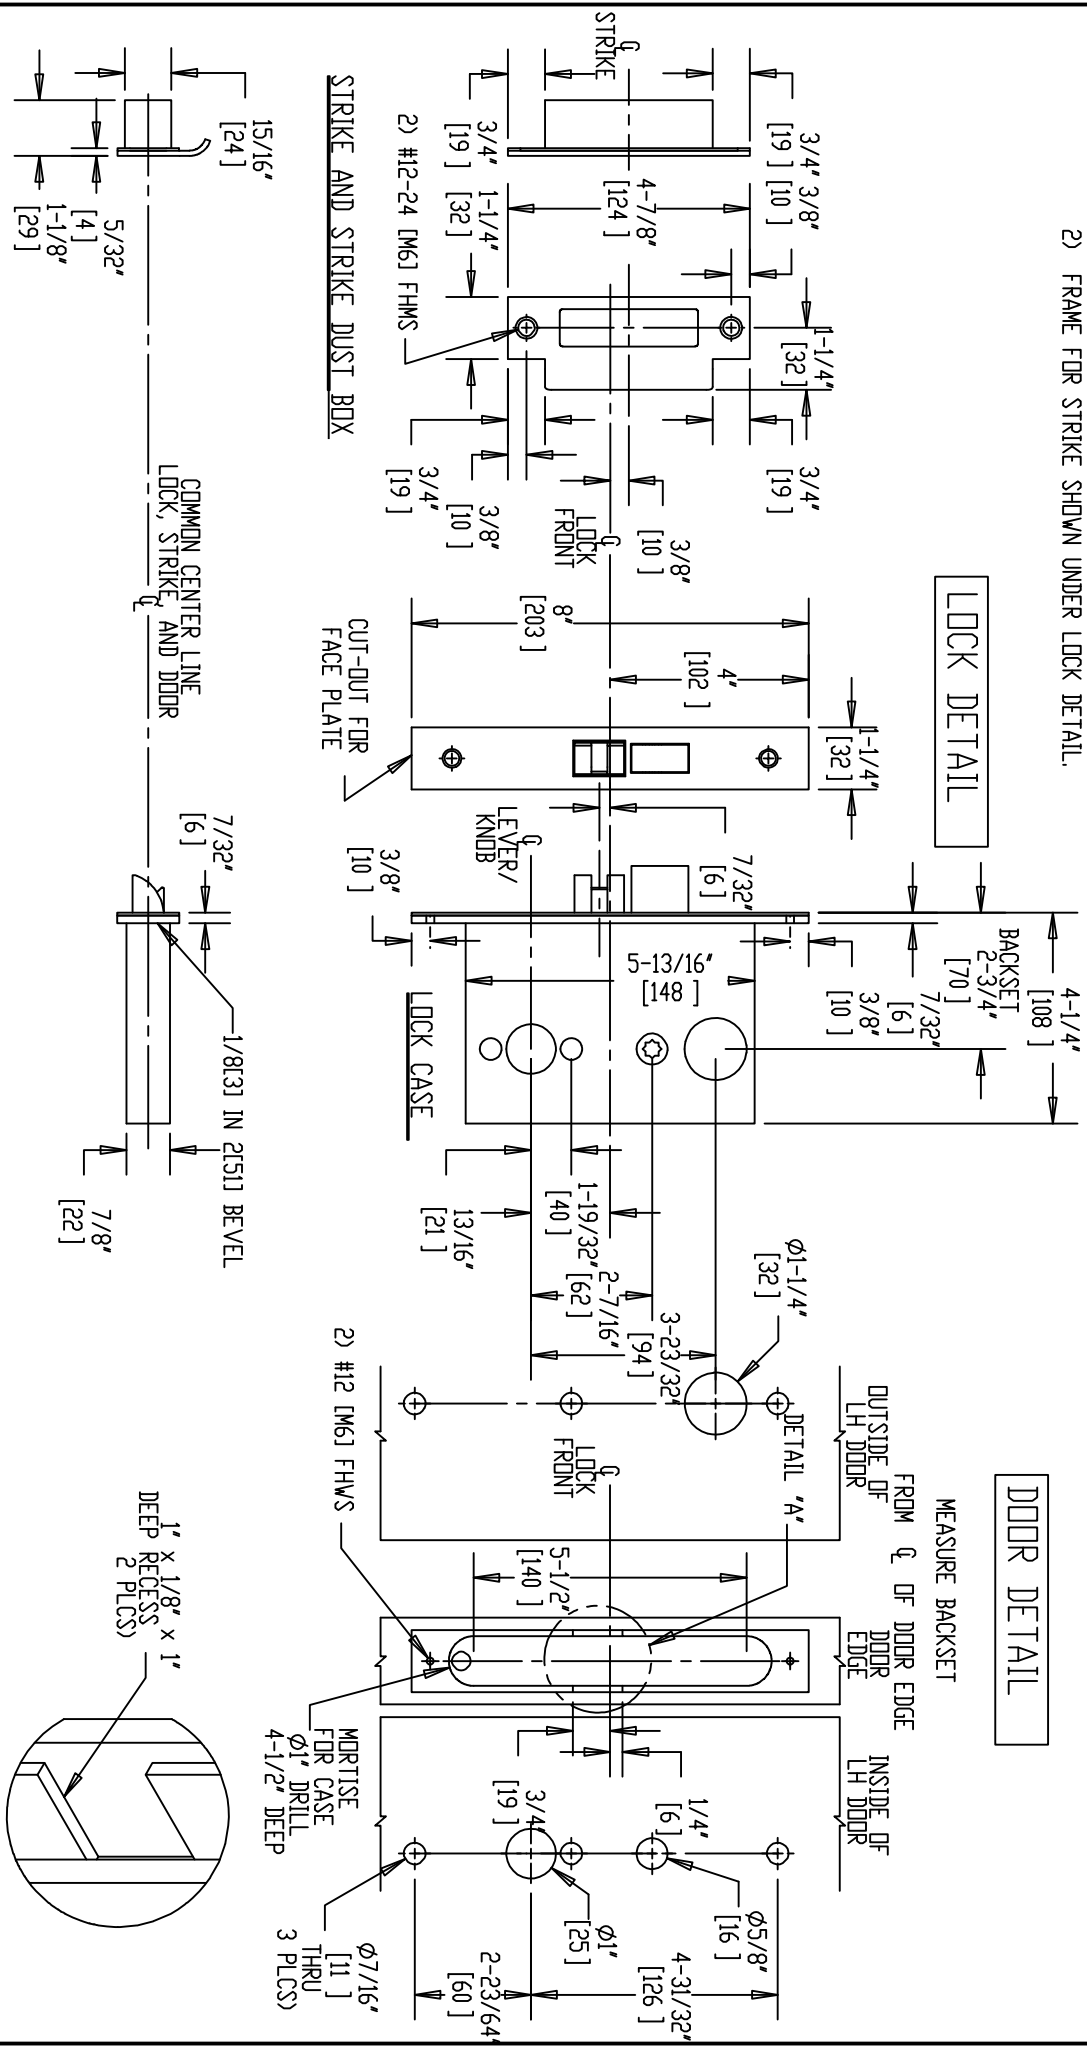 2) FRAME FOR STRIKE SHOWN UNDER LOCK DETAIL.
LOCK DETAIL
DOOR DETAIL
MEASURE BACKSET
FROM ℄ OF DOOR EDGE
OUTSIDE OF
LH DOOR
DOOR
EDGE
INSIDE OF
LH DOOR
℄
STRIKE
3/4"
[19 ]
3/8"
[10 ]
1-1/4"
[32 ]
3/4"
[19 ]
4-7/8"
[124 ]
3/4"
[19 ]
1-1/4"
[32 ]
2) #12-24 [M6] FHMS
3/4"
[19 ]
3/8"
[10 ]
3/8"
[10 ]
℄
LOCK
FRONT
STRIKE AND STRIKE DUST BOX
8"
[203 ]
4"
[102 ]
1-1/4"
[32 ]
CUT-OUT FOR
FACE PLATE
℄
LEVER/
KNOB
7/32"
[6 ]
3/8"
[10 ]
4-1/4"
[108 ]
BACKSET
2-3/4"
[70 ]
7/32"
[6 ]
3/8"
[10 ]
5-13/16"
[148 ]
LOCK CASE
1-19/32"
[40 ]
13/16"
[21 ]
2-7/16"
[62 ]
3-23/32"
[94 ]
Ø1-1/4"
[32 ]
℄
LOCK
FRONT
DETAIL "A"
2) #12 [M6] FHWS
5-1/2"
[140 ]
MORTISE
FOR CASE
Ø1" DRILL
4-1/2" DEEP
1/4"
[6 ]
3/4"
[19 ]
Ø5/8"
[16 ]
Ø1"
[25 ]
4-31/32"
[126 ]
2-23/64"
[60 ]
Ø7/16"
[11 ]
THRU
3 PLCS)
15/16"
[24 ]
5/32"
[4 ]
1-1/8"
[29 ]
COMMON CENTER LINE
LOCK, STRIKE, AND DOOR
℄
7/32"
[6 ]
1/8[3] IN 2[51] BEVEL
7/8"
[22 ]
1" x 1/8" x 1"
DEEP RECESS
2 PLCS)